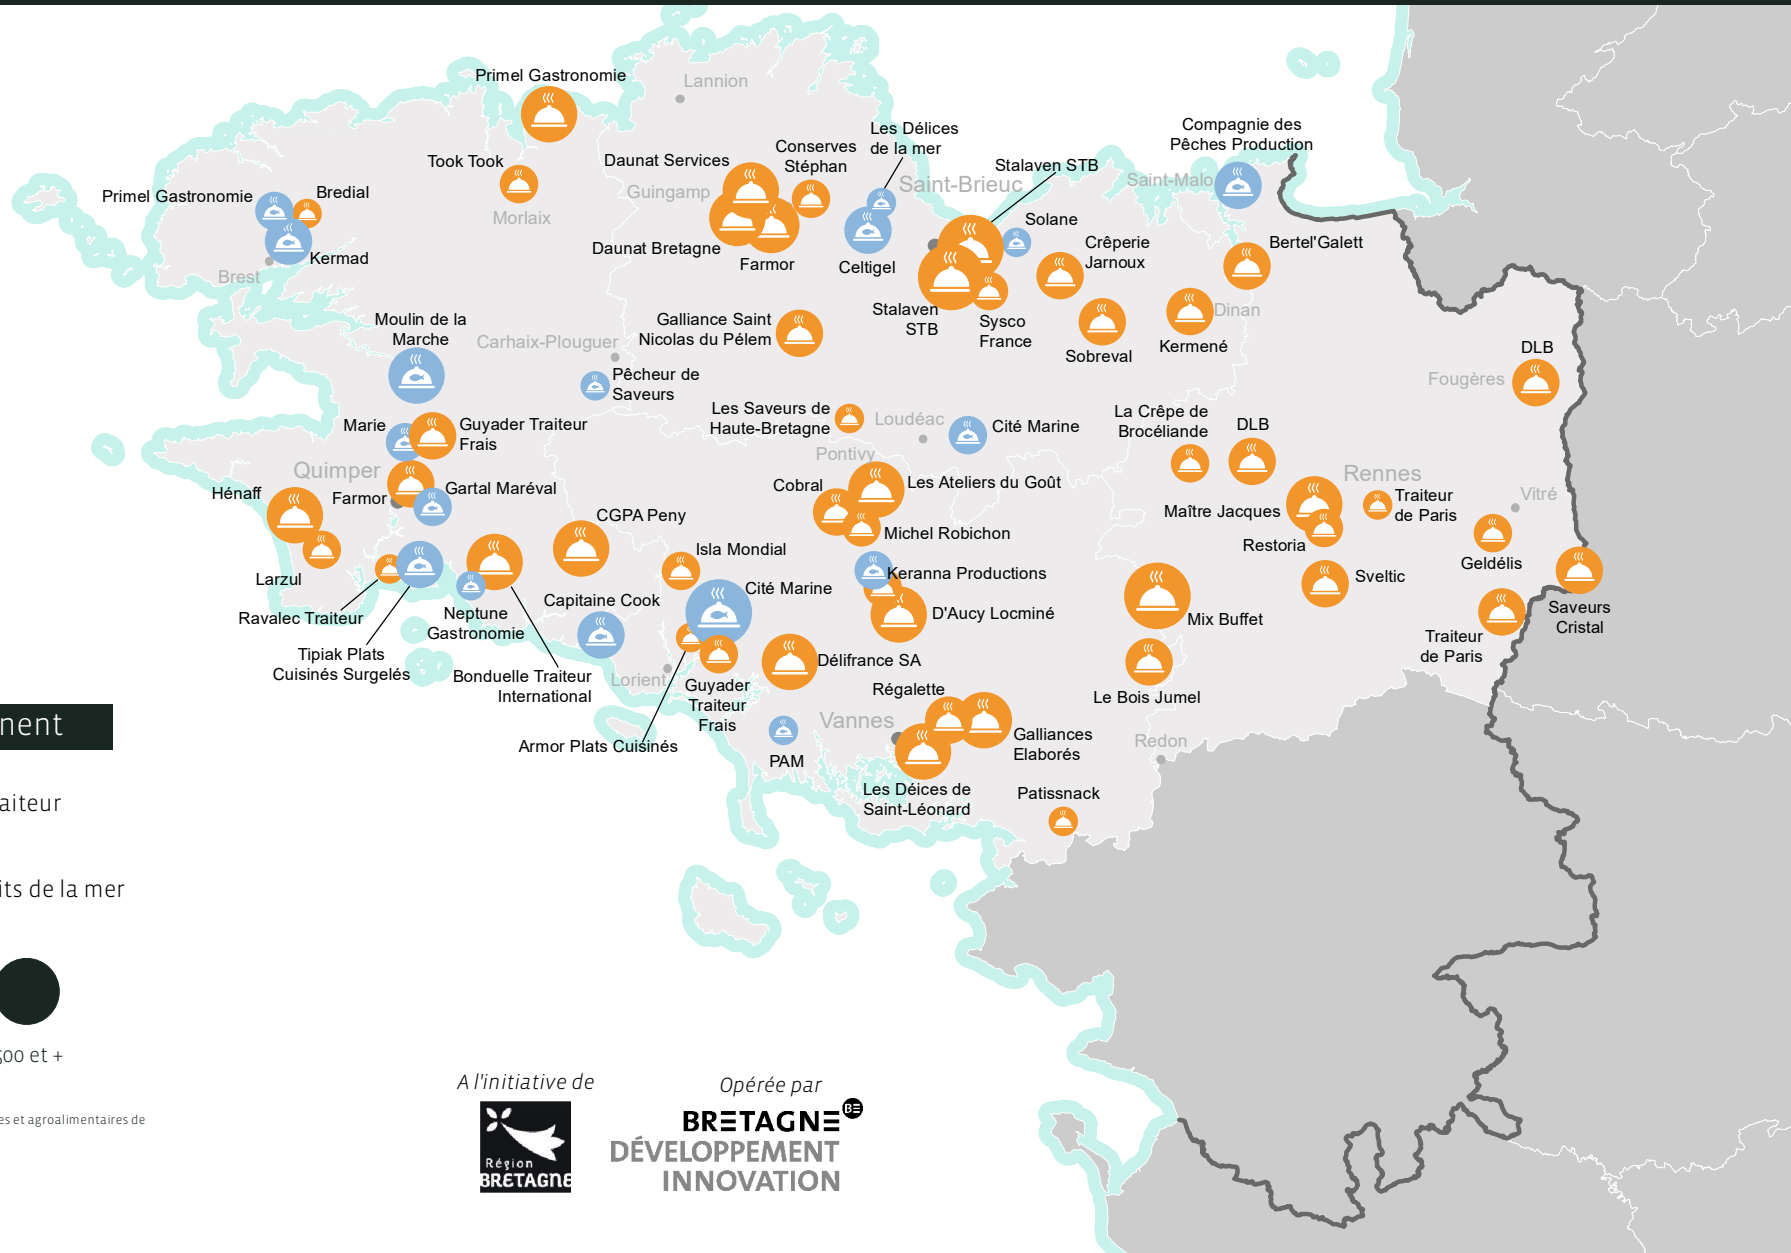 Primel Gastronomie
Lannion
Compagnie des
Pêches Production
Les Délices
de la mer
Conserves
Stéphan
Daunat Services
Took Took
Stalaven STB
Saint-Malo
Saint-Brieuc
Guingamp
Primel Gastronomie
Bredial
Morlaix
Solane
Daunat Bretagne
Farmor
Celtigel
Crêperie
Jarnoux
Bertel'Galett
Kermad
Brest
Moulin de la
Marche
Carhaix-Plouguer
Galliance Saint
Nicolas du Pélem
Stalaven
STB
Sysco
France
Sobreval
Kermené
Dinan
DLB
Fougères
Pêcheur de
Saveurs
Marie
Guyader Traiteur
Frais
Les Saveurs de
Haute-Bretagne
Loudéac
Cité Marine
La Crêpe de
Brocéliande
DLB
Pontivy
Quimper
Rennes
Hénaff
Farmor
Gartal Maréval
Cobral
Les Ateliers du Goût
Maître Jacques
Traiteur
de Paris
Vitré
CGPA Peny
Michel Robichon
Restoria
Isla Mondial
Geldélis
Larzul
Keranna Productions
Sveltic
Cité Marine
Capitaine Cook
D'Aucy Locminé
Saveurs
Cristal
Ravalec Traiteur
Neptune
Gastronomie
Mix Buffet
Traiteur
de Paris
Tipiak Plats
Cuisinés Surgelés
Bonduelle Traiteur
International
Lorient
Délifrance SA
Guyader
Traiteur
Frais
Régalette
Le Bois Jumel
Vannes
Armor Plats Cuisinés
PAM
Galliances
Elaborés
Redon
Les Déices de
Saint-Léonard
Patissnack
nent
aiteur
its de la mer
500 et +
es et agroalimentaires de
A l'initiative de
Région
BRETAGNE
Opérée par
BRETAGNE
BE
DÉVELOPPEMENT
INNOVATION